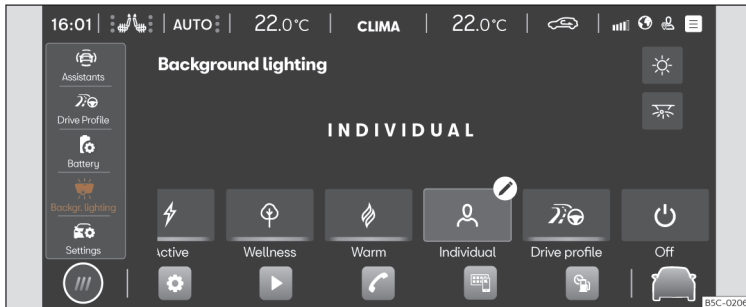 16:01 AUTO 22.0°C CLIMA 22.0°C
Assistants
Drive Profile
Battery
Backgr. lighting
Settings
Background lighting
INDIVIDUAL
Active Wellness Warm Individual Drive profile Off
B5C-0206